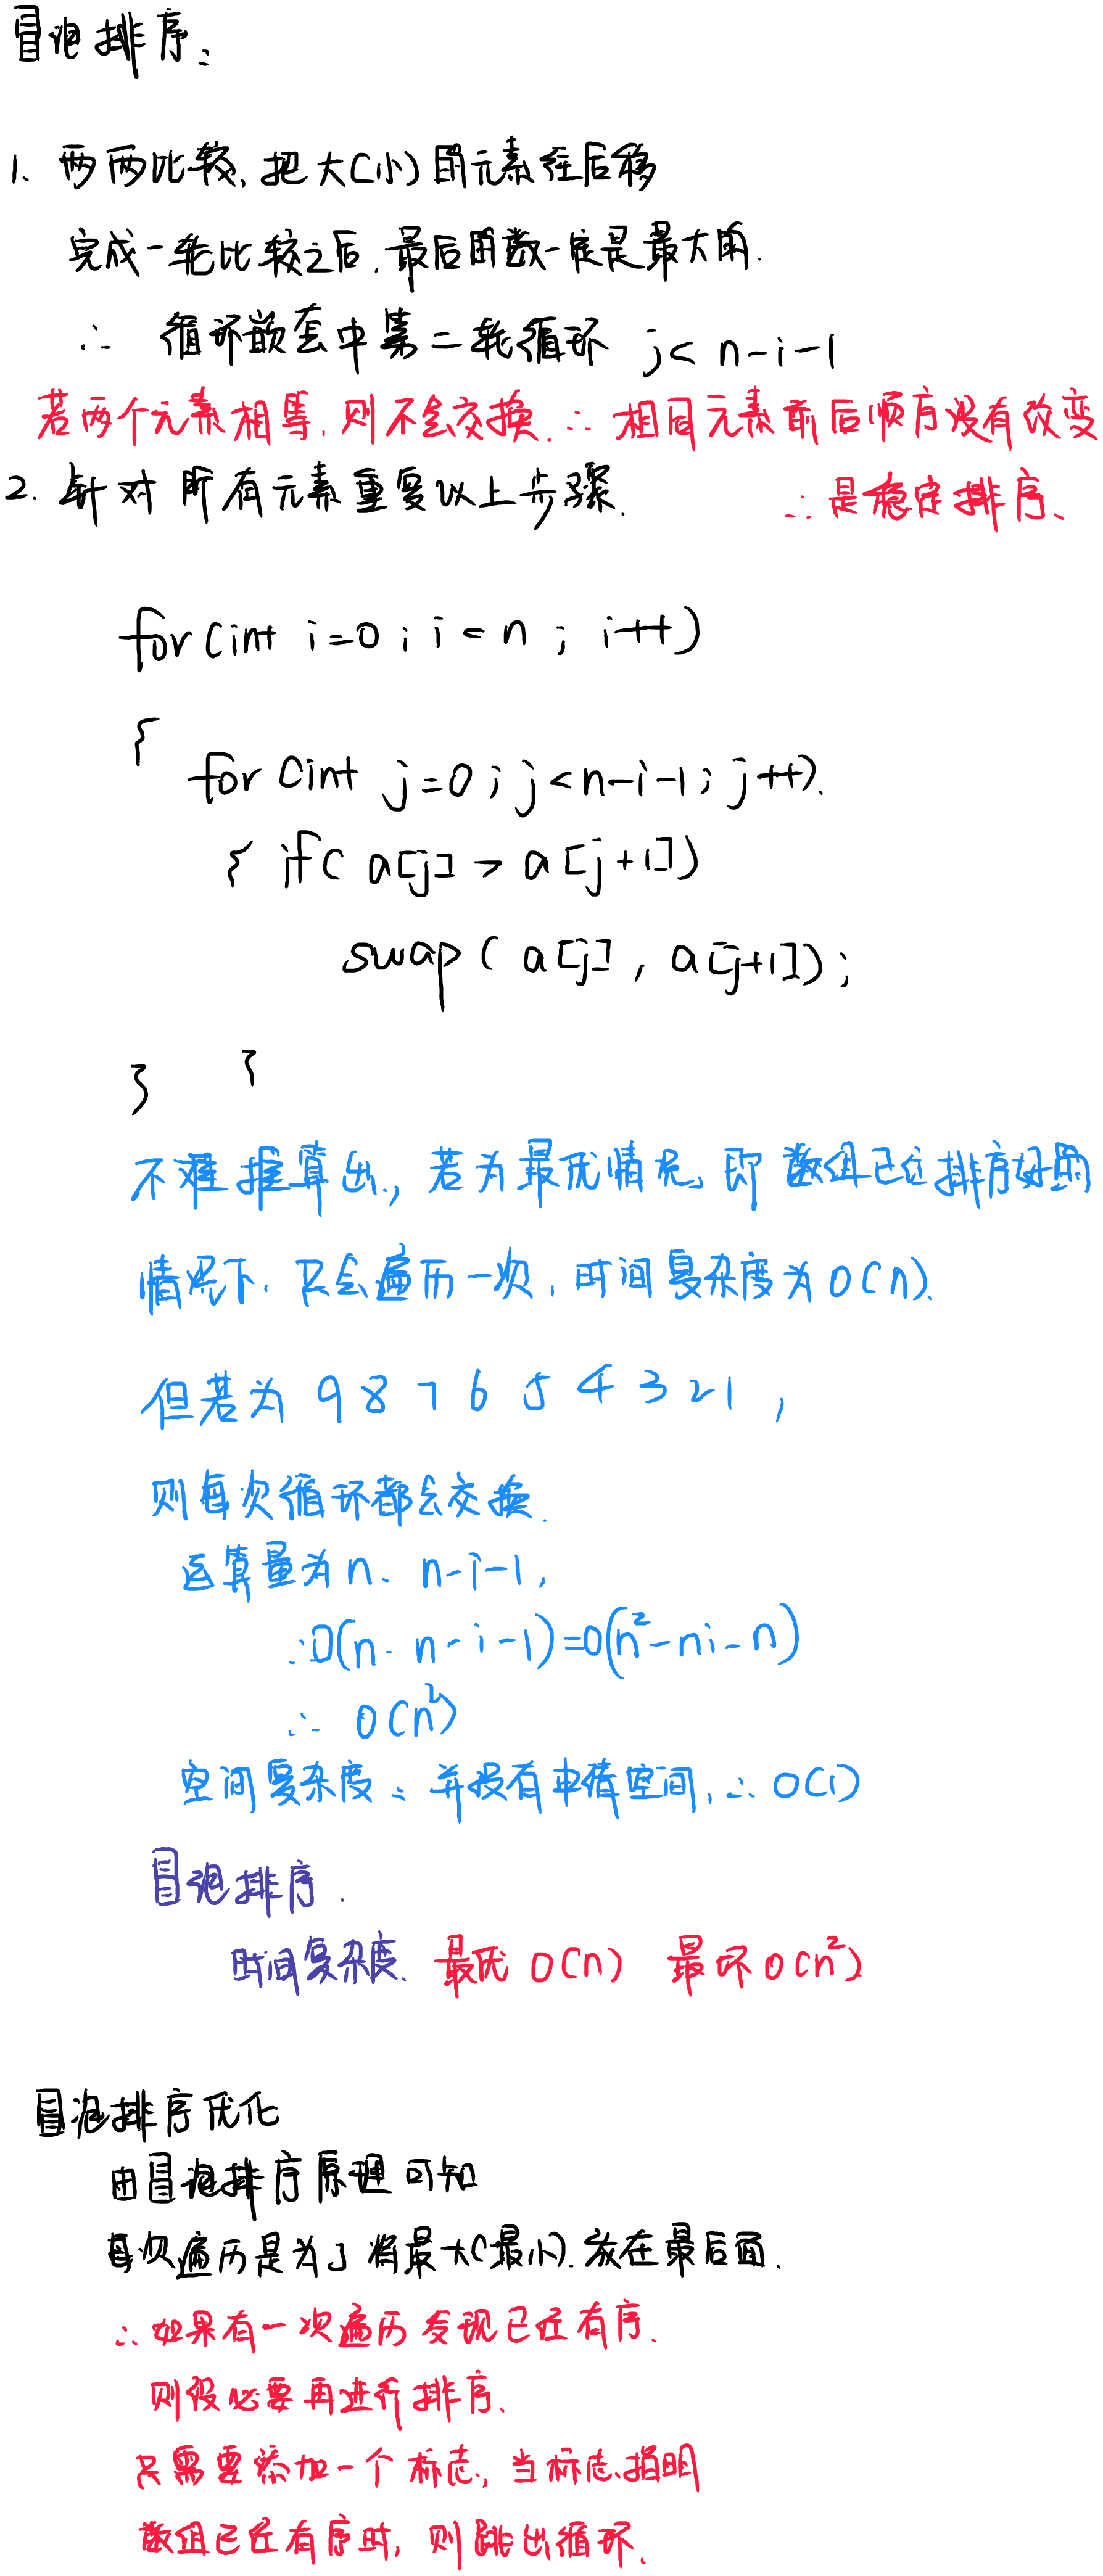 冒泡排序:
1、两两比较,把大(小)的元素往后移
完成一轮比较之后,最后的数一定是最大的.
∴ 循环嵌套中第二轮循环 j < n-i-1
若两个元素相等,则不会交换.∴相同元素前后顺序没有改变
2. 针对所有元素重复以上步骤.
∴是稳定排序、
for(int i=0;i<n;i++)
{
for(int j=0;j<n-i-1;j++).
{ if( a[j] > a[j+1])
swap( a[j], a[j+1]);
} }
不难推算出,若为最优情况,即数组已经排序好的
情况下,只会遍历一次,时间复杂度为O(n).
但若为 9 8 7 6 5 4 3 2 1 ,
则每次循环都会交换.
运算量为n、n-i-1,
∴O(n·n-i-1)=O(n²-ni-n)
∴ O(n²)
空间复杂度:并没有申请空间,∴ O(1)
冒泡排序.
时间复杂度、最优 O(n) 最坏 O(n²)
冒泡排序优化
由冒泡排序原理可知
每次遍历是为了将最大(最小).放在最后面.
∴如果有一次遍历发现已经有序.
则没必要再进行排序、
只需要添加一个标志,当标志指明
数组已经有序时,则跳出循环.